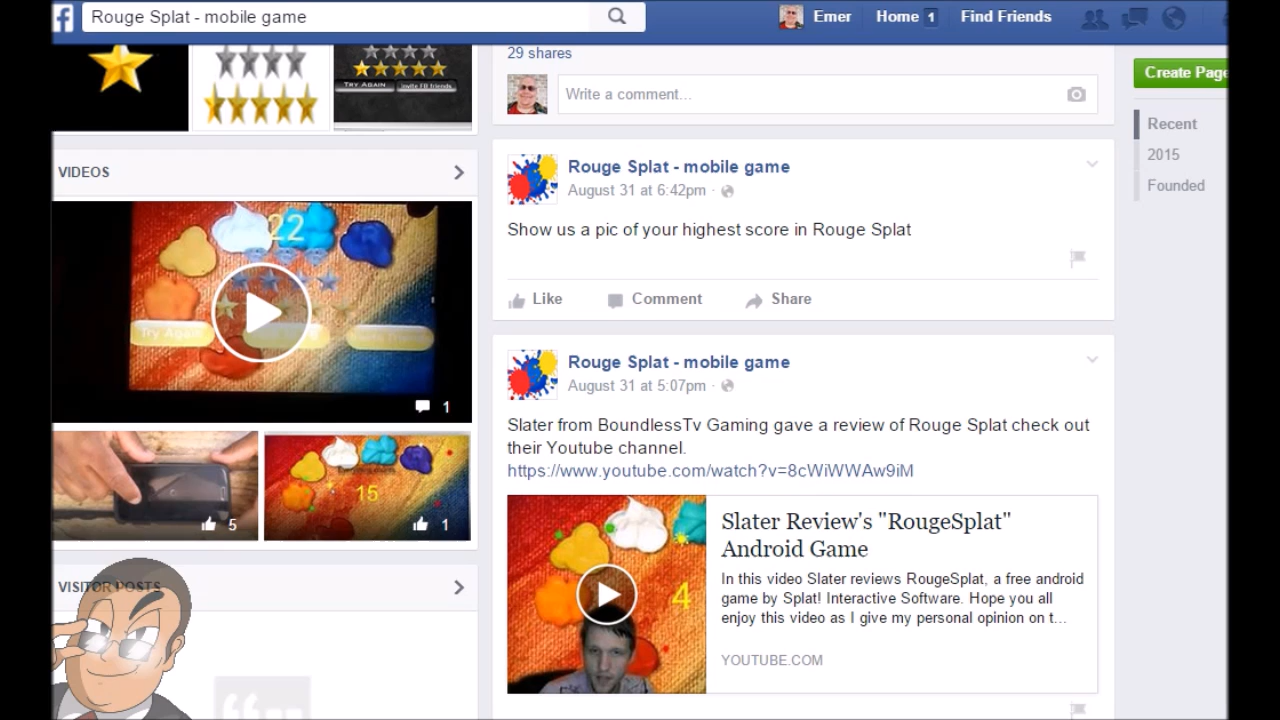 f
Rouge Splat - mobile game
Emer
Home 1
Find Friends
TRY AGAIN
Invite FB friends
29 shares
Write a comment...
Create Page
Recent
2015
Founded
VIDEOS
22
Try Again
1
5
15
1
VISITOR POSTS
Rouge Splat - mobile game
August 31 at 6:42pm ·
Show us a pic of your highest score in Rouge Splat
Like
Comment
Share
Rouge Splat - mobile game
August 31 at 5:07pm ·
Slater from BoundlessTv Gaming gave a review of Rouge Splat check out
their Youtube channel.
https://www.youtube.com/watch?v=8cWiWWAw9iM
4
Slater Review's "RougeSplat"
Android Game
In this video Slater reviews RougeSplat, a free android
game by Splat! Interactive Software. Hope you all
enjoy this video as I give my personal opinion on t...
YOUTUBE.COM